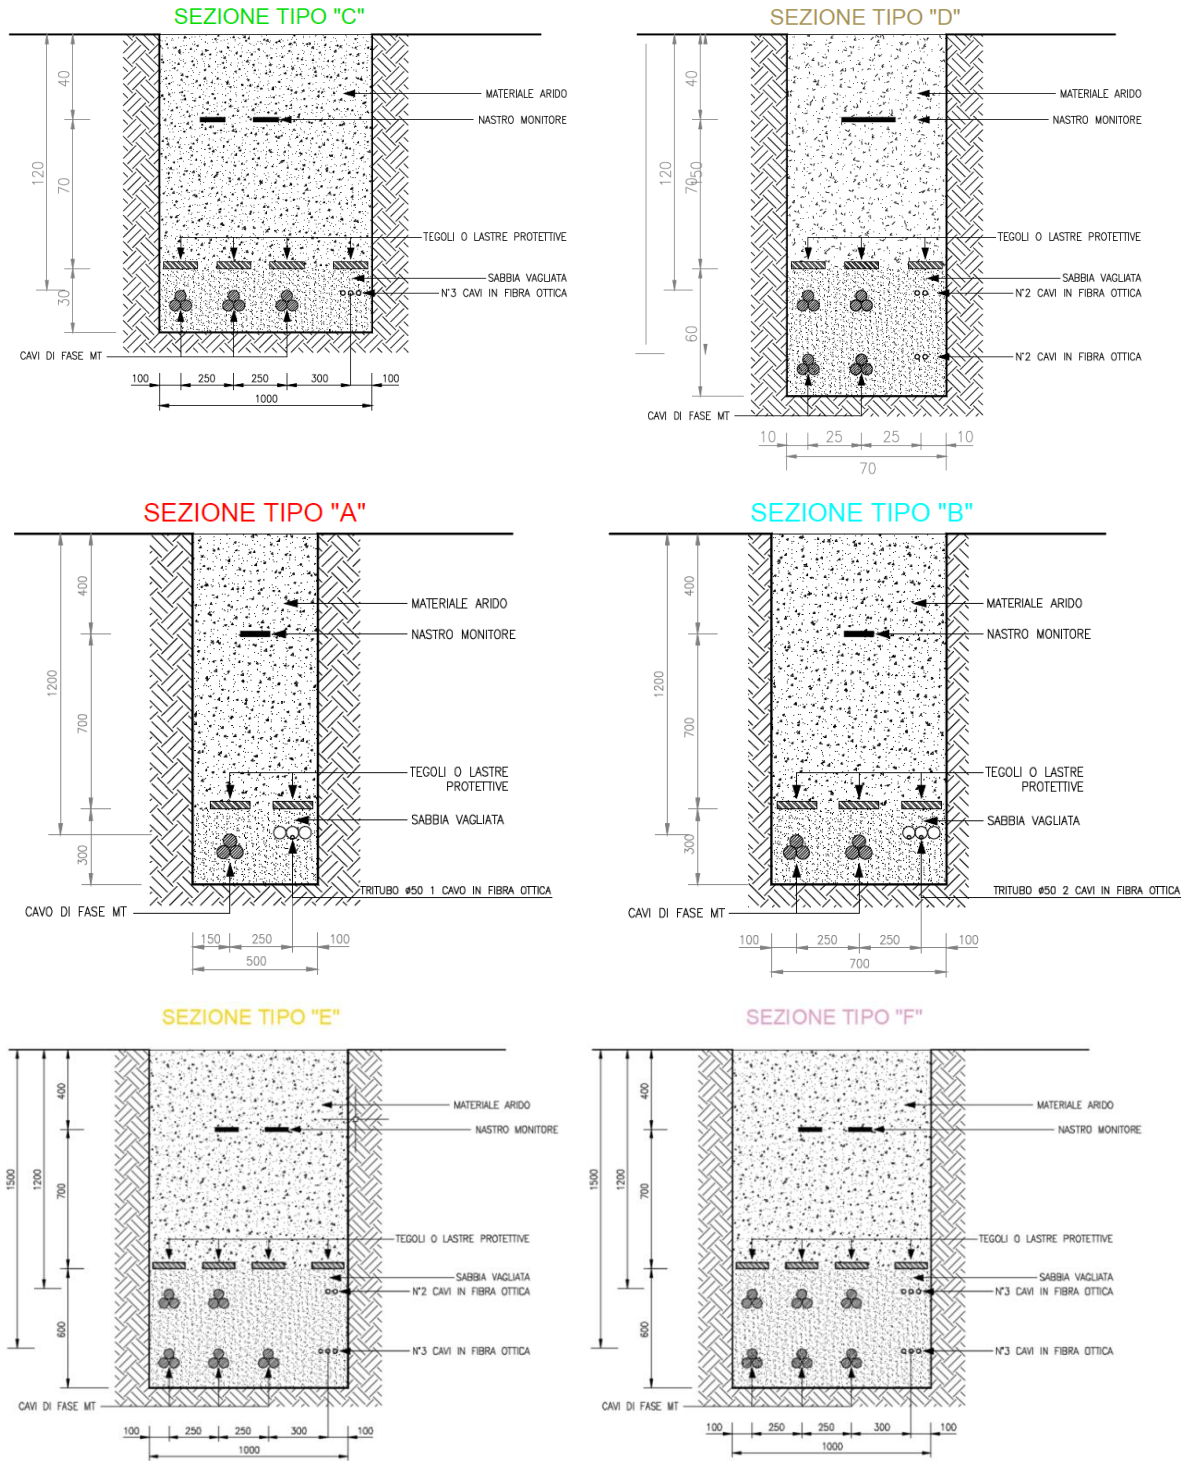 SEZIONE TIPO "C"
40
120
70
30
MATERIALE ARIDO
NASTRO MONITORE
TEGOLI O LASTRE PROTETTIVE
SABBIA VAGLIATA
N°3 CAVI IN FIBRA OTTICA
CAVI DI FASE MT
100 250 250 300 100
1000
SEZIONE TIPO "D"
40
120
70
150
60
MATERIALE ARIDO
NASTRO MONITORE
TEGOLI O LASTRE PROTETTIVE
SABBIA VAGLIATA
N°2 CAVI IN FIBRA OTTICA
N°2 CAVI IN FIBRA OTTICA
CAVI DI FASE MT
10 25 25 10
70
SEZIONE TIPO "A"
400
1200
700
300
MATERIALE ARIDO
NASTRO MONITORE
TEGOLI O LASTRE
PROTETTIVE
SABBIA VAGLIATA
TRITUBO ø50 1 CAVO IN FIBRA OTTICA
CAVO DI FASE MT
150 250 100
500
SEZIONE TIPO "B"
400
1200
700
300
MATERIALE ARIDO
NASTRO MONITORE
TEGOLI O LASTRE
PROTETTIVE
SABBIA VAGLIATA
TRITUBO ø50 2 CAVI IN FIBRA OTTICA
CAVI DI FASE MT
100 250 250 100
700
SEZIONE TIPO "E"
400
1500
1200
700
600
MATERIALE ARIDO
NASTRO MONITORE
TEGOLI O LASTRE PROTETTIVE
SABBIA VAGLIATA
N°2 CAVI IN FIBRA OTTICA
N°3 CAVI IN FIBRA OTTICA
CAVI DI FASE MT
100 250 250 300 100
1000
SEZIONE TIPO "F"
400
1500
1200
700
600
MATERIALE ARIDO
NASTRO MONITORE
TEGOLI O LASTRE PROTETTIVE
SABBIA VAGLIATA
N°3 CAVI IN FIBRA OTTICA
N°3 CAVI IN FIBRA OTTICA
CAVI DI FASE MT
100 250 250 300 100
1000